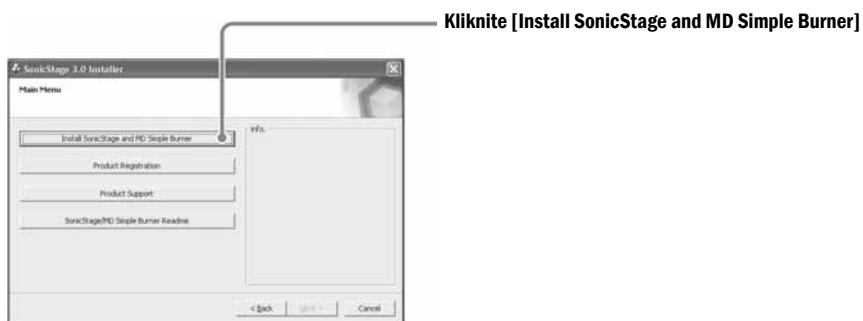 Kliknite [Install SonicStage and MD Simple Burner]
SonicStage 3.0 Installer
Main Menu
Install SonicStage and MD Simple Burner
info.
Product Registration
Product Support
SonicStage/MD Simple Burner Readme
< Back
Next >
Cancel